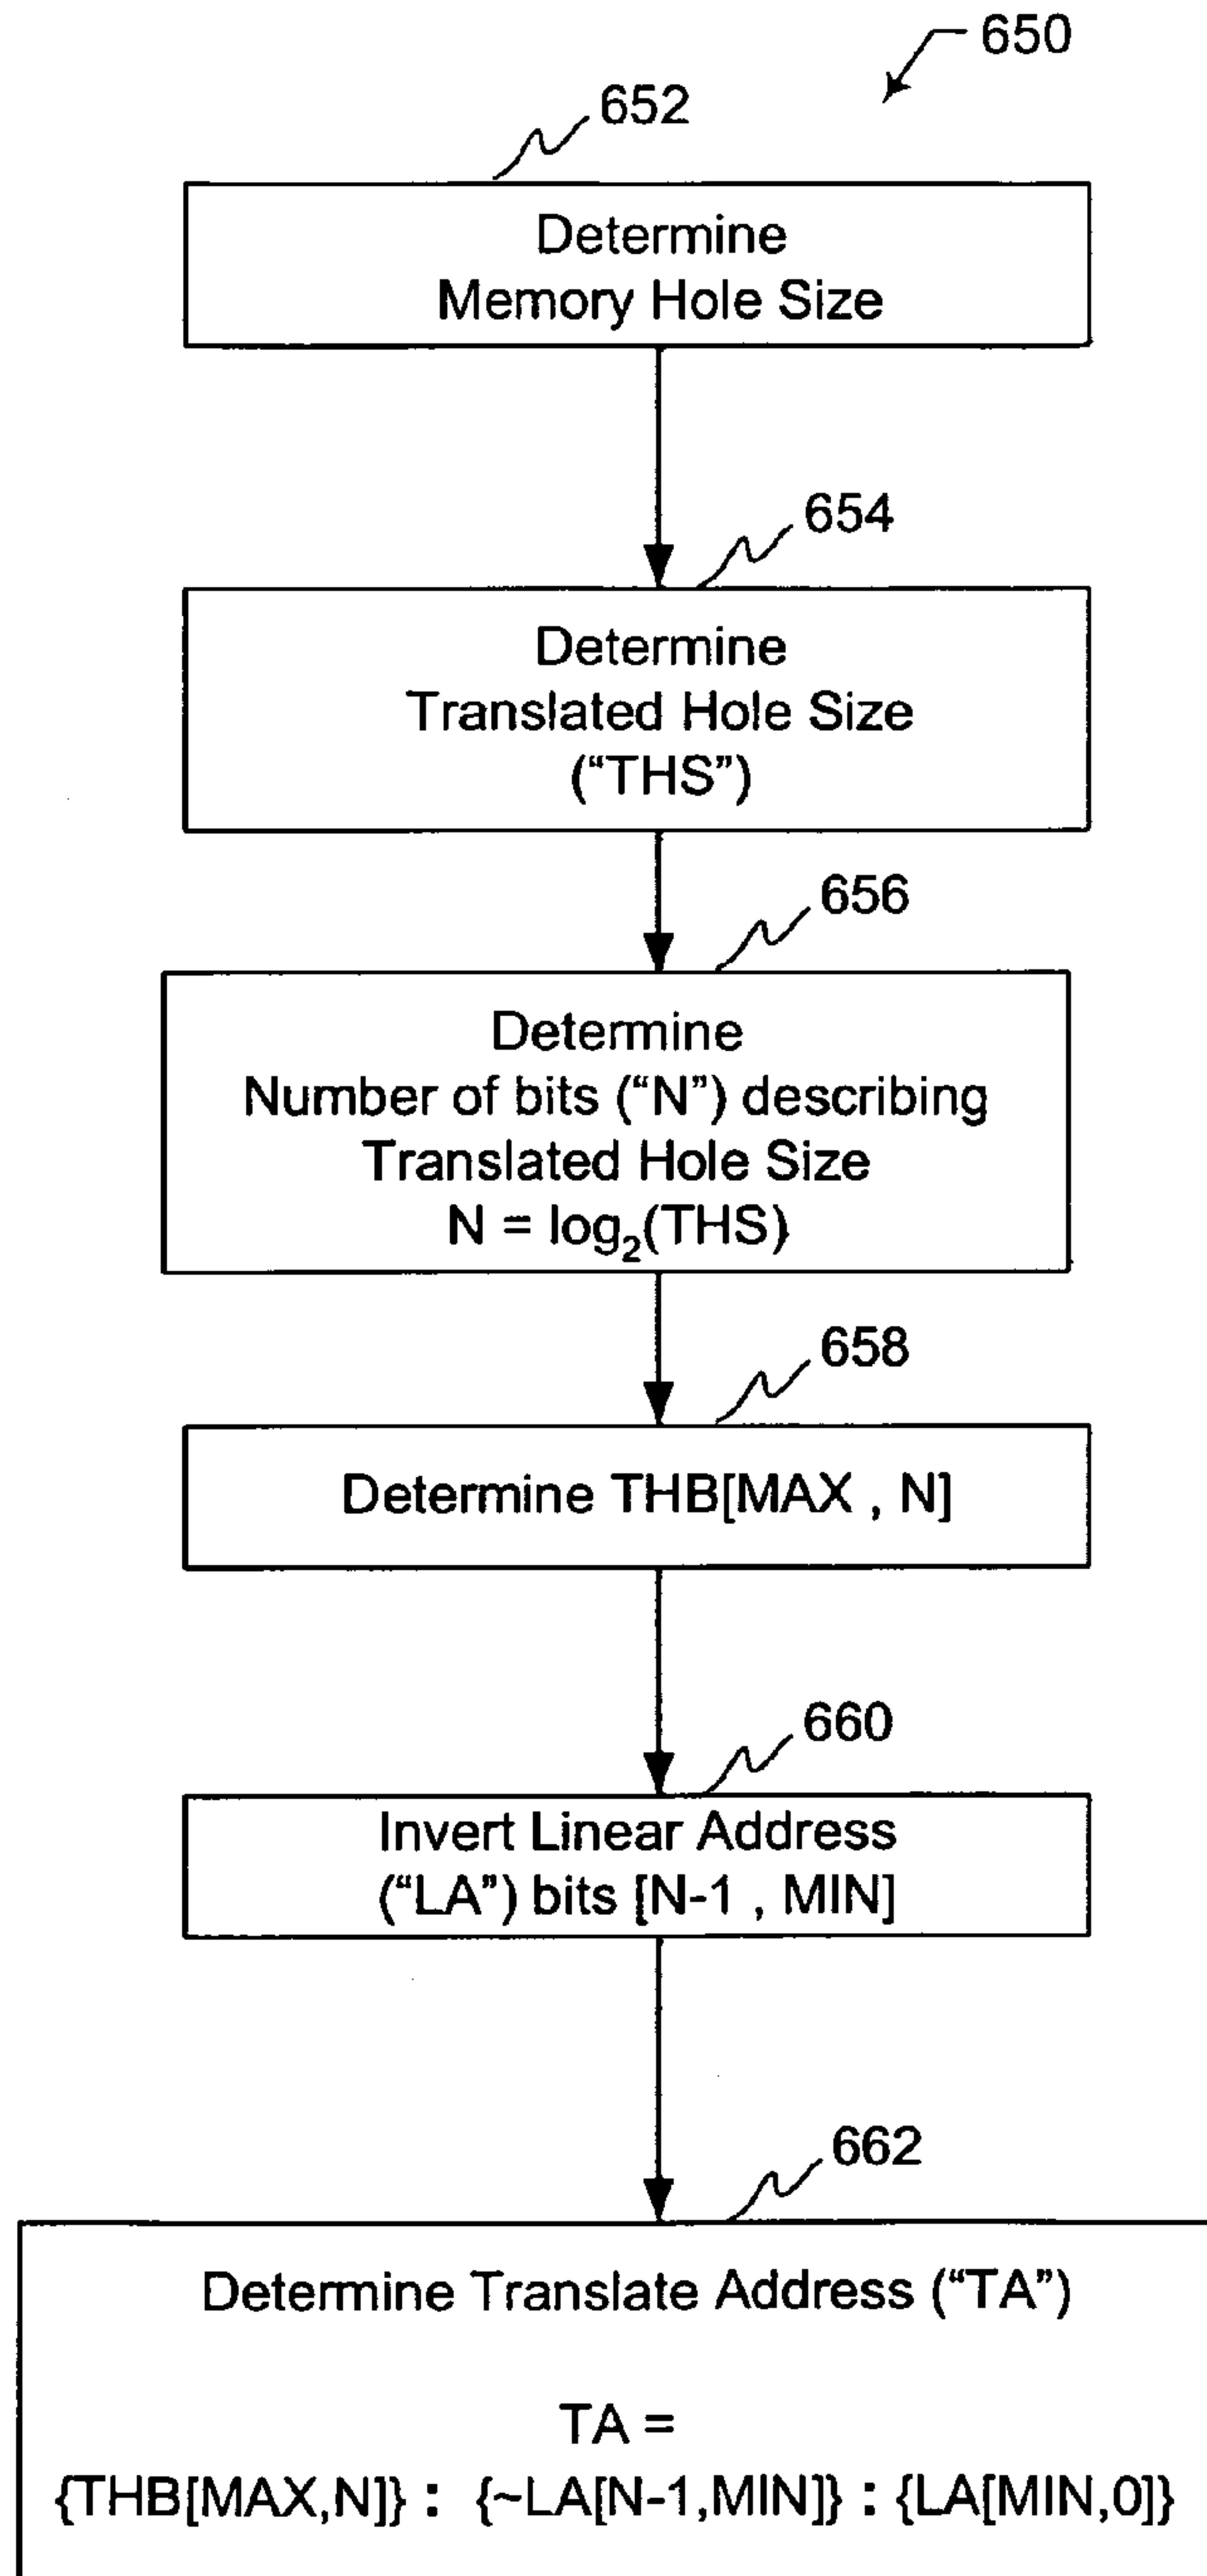 650
652
Determine
Memory Hole Size
654
Determine
Translated Hole Size
(“THS”)
656
Determine
Number of bits (“N”) describing
Translated Hole Size
N = log₂(THS)
658
Determine THB[MAX , N]
660
Invert Linear Address
(“LA”) bits [N-1 , MIN]
662
Determine Translate Address (“TA”)
TA =
{THB[MAX,N]} : {~LA[N-1,MIN]} : {LA[MIN,0]}